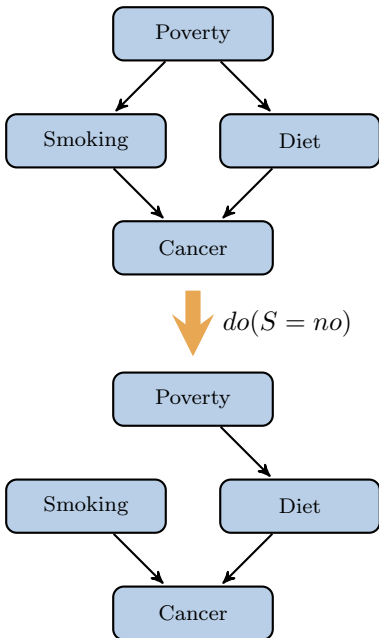 Poverty
Smoking Diet
Cancer
do(S = no)
Poverty
Smoking Diet
Cancer